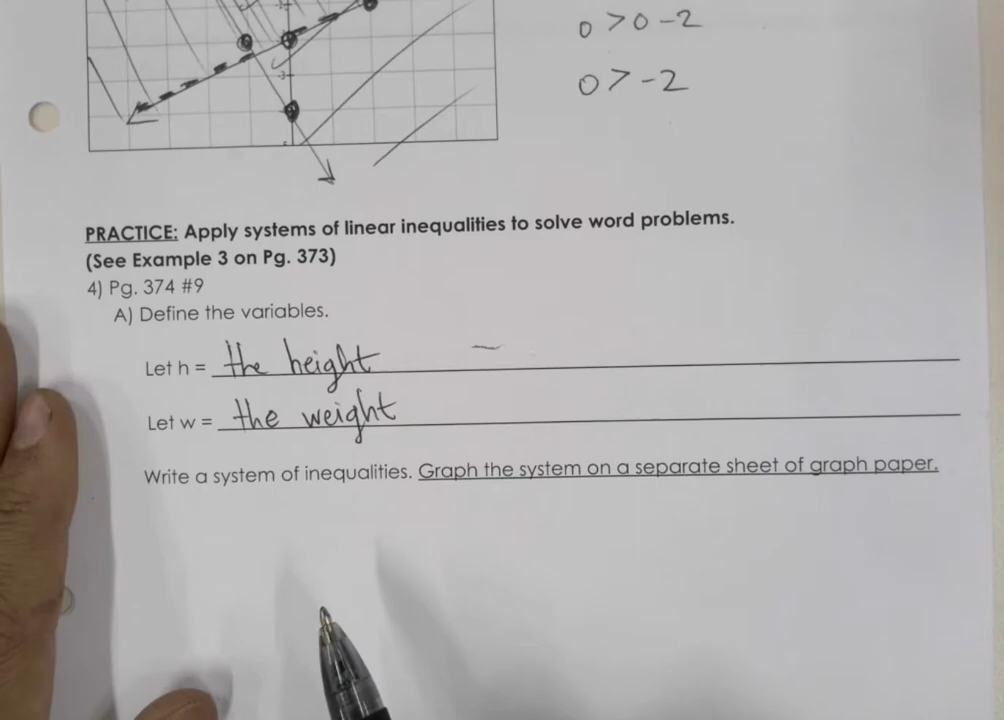 0 > 0 - 2
0 > -2
PRACTICE: Apply systems of linear inequalities to solve word problems.
(See Example 3 on Pg. 373)
4) Pg. 374 #9
A) Define the variables.
Let h = the height
Let w = the weight
Write a system of inequalities. Graph the system on a separate sheet of graph paper.